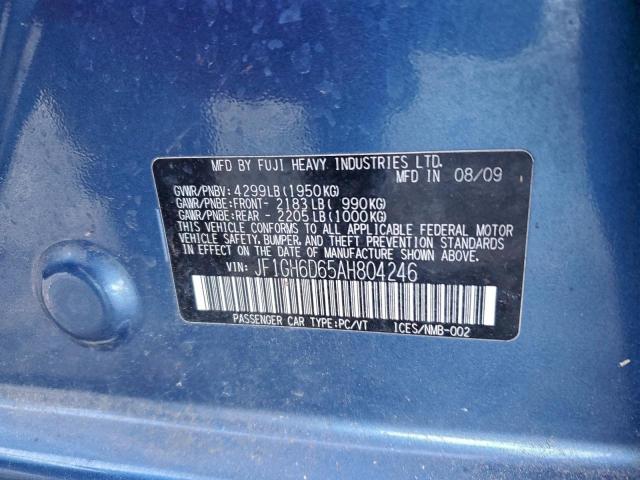 MFD BY FUJI HEAVY INDUSTRIES LTD.
MFD IN 08/09
GVWR/PNBV: 4299LB(1950KG)
GAWR/PNBE:FRONT- 2183LB( 990KG)
GAWR/PNBE:REAR - 2205LB(1000KG)
THIS VEHICLE CONFORMS TO ALL APPLICABLE FEDERAL MOTOR
VEHICLE SAFETY, BUMPER, AND THEFT PREVENTION STANDARDS
IN EFFECT ON THE DATE OF MANUFACTURE SHOWN ABOVE.
VIN: JF1GH6D65AH804246
PASSENGER CAR TYPE:PC/VT ICES/NMB-002